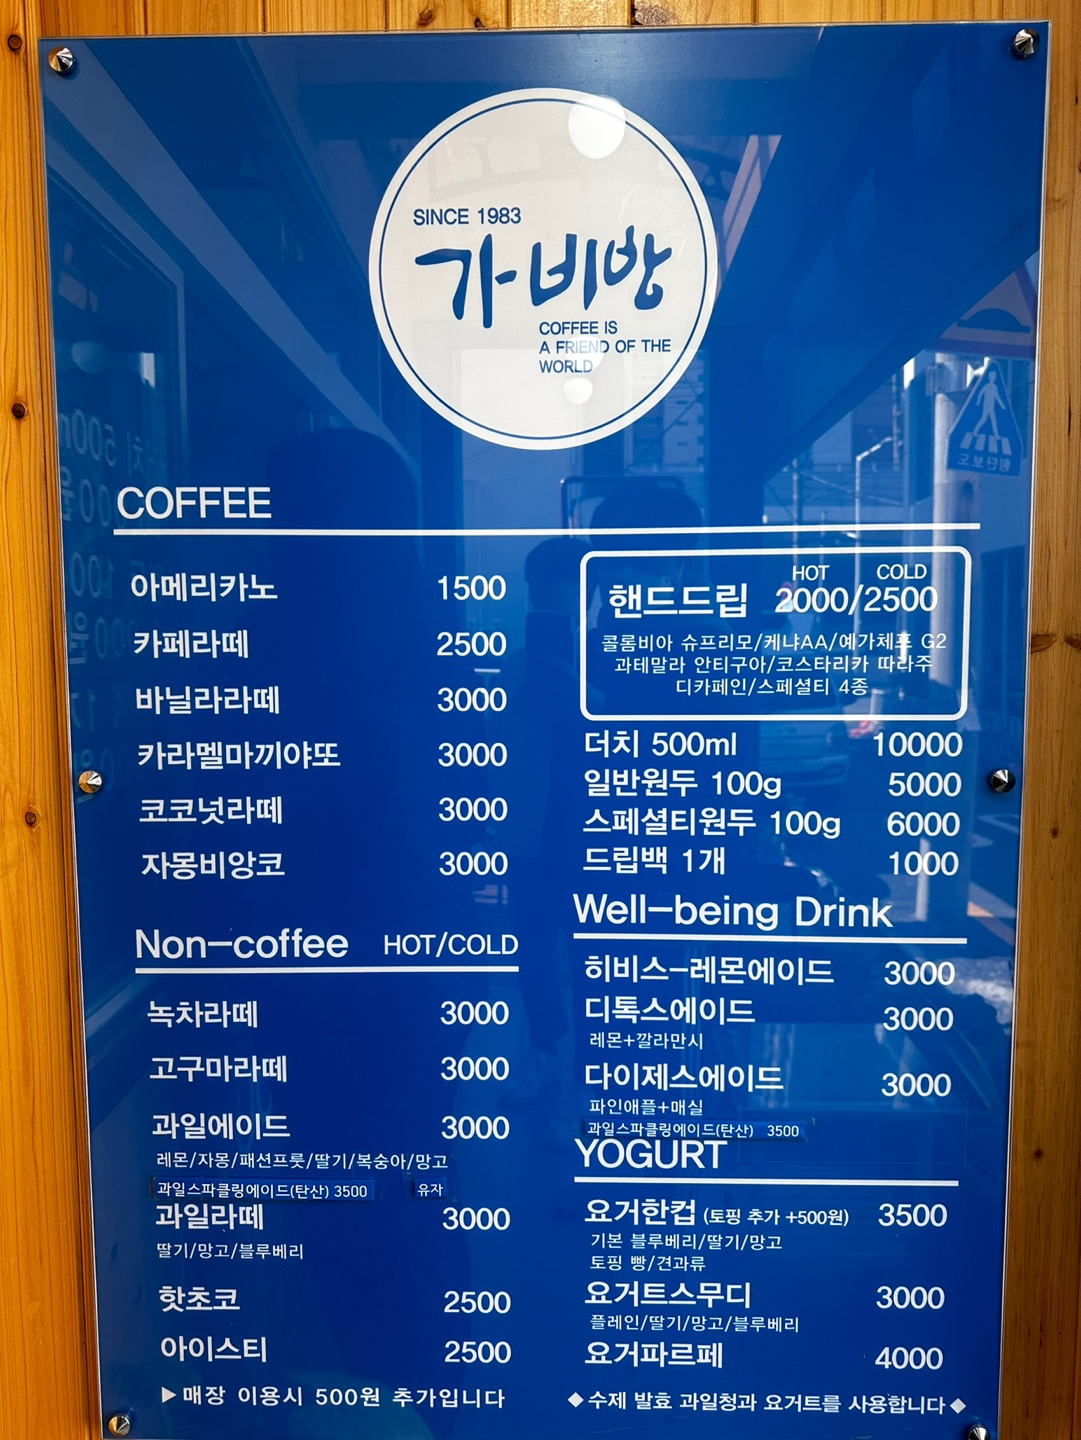 SINCE 1983
가비방
COFFEE IS
A FRIEND OF THE
WORLD
COFFEE
아메리카노 1500
카페라떼 2500
바닐라라떼 3000
카라멜마끼야또 3000
코코넛라떼 3000
자몽비앙코 3000
HOT COLD
핸드드립 2000/2500
콜롬비아 슈프리모/케냐AA/예가체프 G2
과테말라 안티구아/코스타리카 따라주
디카페인/스페셜티 4종
더치 500ml 10000
일반원두 100g 5000
스페셜티원두 100g 6000
드립백 1개 1000
Non-coffee HOT/COLD
녹차라떼 3000
고구마라떼 3000
과일에이드 3000
레몬/자몽/패션프룻/딸기/복숭아/망고
과일스파클링에이드(탄산) 3500 유자
과일라떼 3000
딸기/망고/블루베리
핫초코 2500
아이스티 2500
▶매장 이용시 500원 추가입니다
Well-being Drink
히비스-레몬에이드 3000
디톡스에이드 3000
레몬+깔라만시
다이제스에이드 3000
파인애플+매실
과일스파클링에이드(탄산) 3500
YOGURT
요거한컵 (토핑 추가 +500원) 3500
기본 블루베리/딸기/망고
토핑 빵/견과류
요거트스무디 3000
플레인/딸기/망고/블루베리
요거파르페 4000
◆수제 발효 과일청과 요거트를 사용합니다◆